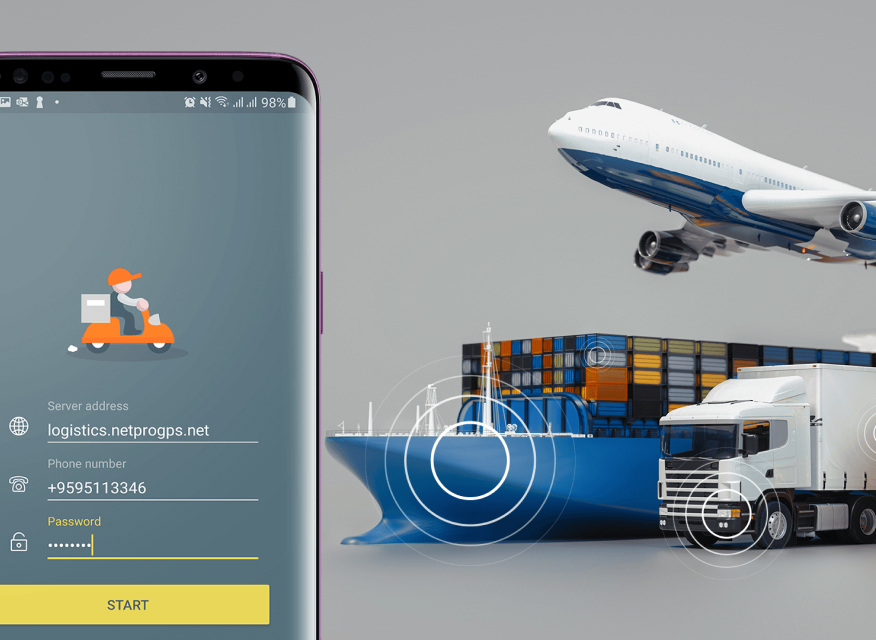 98%
Server address
logistics.netprogps.net
Phone number
+9595113346
Password
••••••••
START